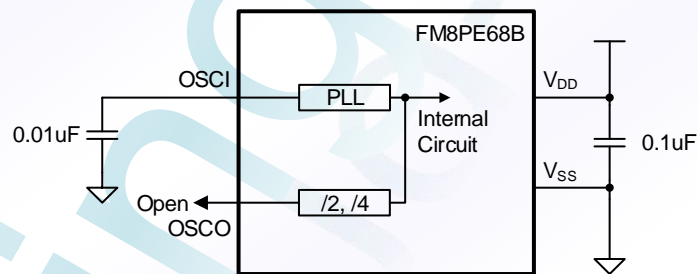 FM8PE68B
OSCI
PLL
VDD
Internal
Circuit
0.01uF
0.1uF
VSS
Open
/2, /4
OSCO